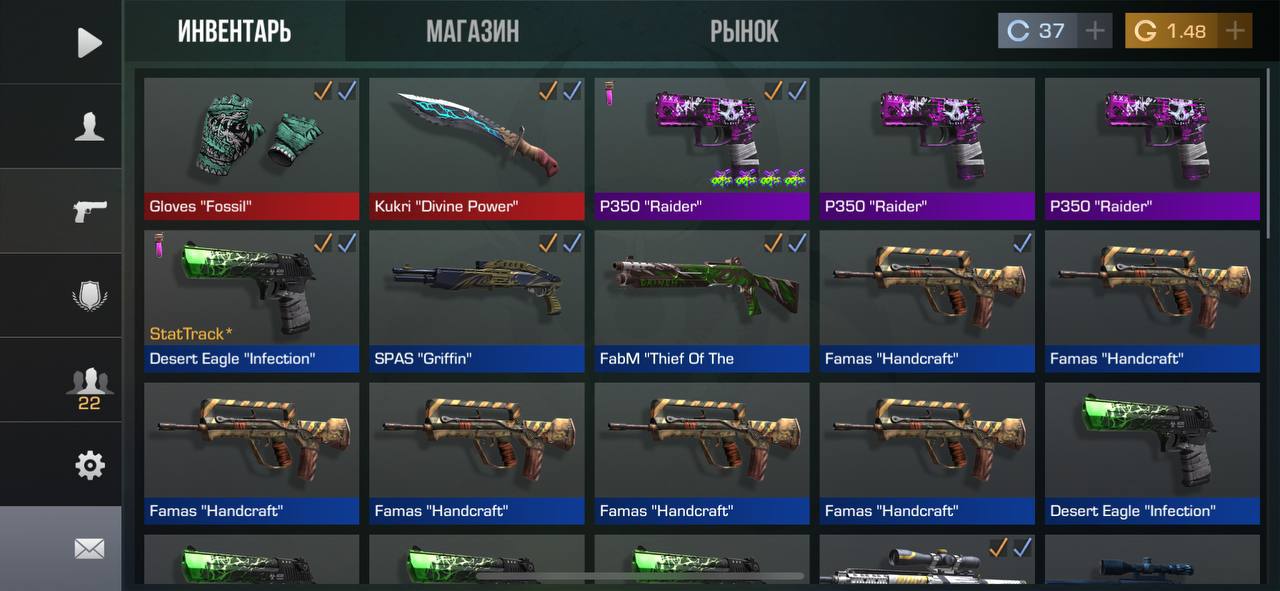 ИНВЕНТАРЬ
МАГАЗИН
РЫНОК
37
1.48
Gloves "Fossil"
Kukri "Divine Power"
P350 "Raider"
P350 "Raider"
P350 "Raider"
StatTrack*
Desert Eagle "Infection"
SPAS "Griffin"
FabM "Thief Of The
Famas "Handcraft"
Famas "Handcraft"
22
Famas "Handcraft"
Famas "Handcraft"
Famas "Handcraft"
Famas "Handcraft"
Desert Eagle "Infection"